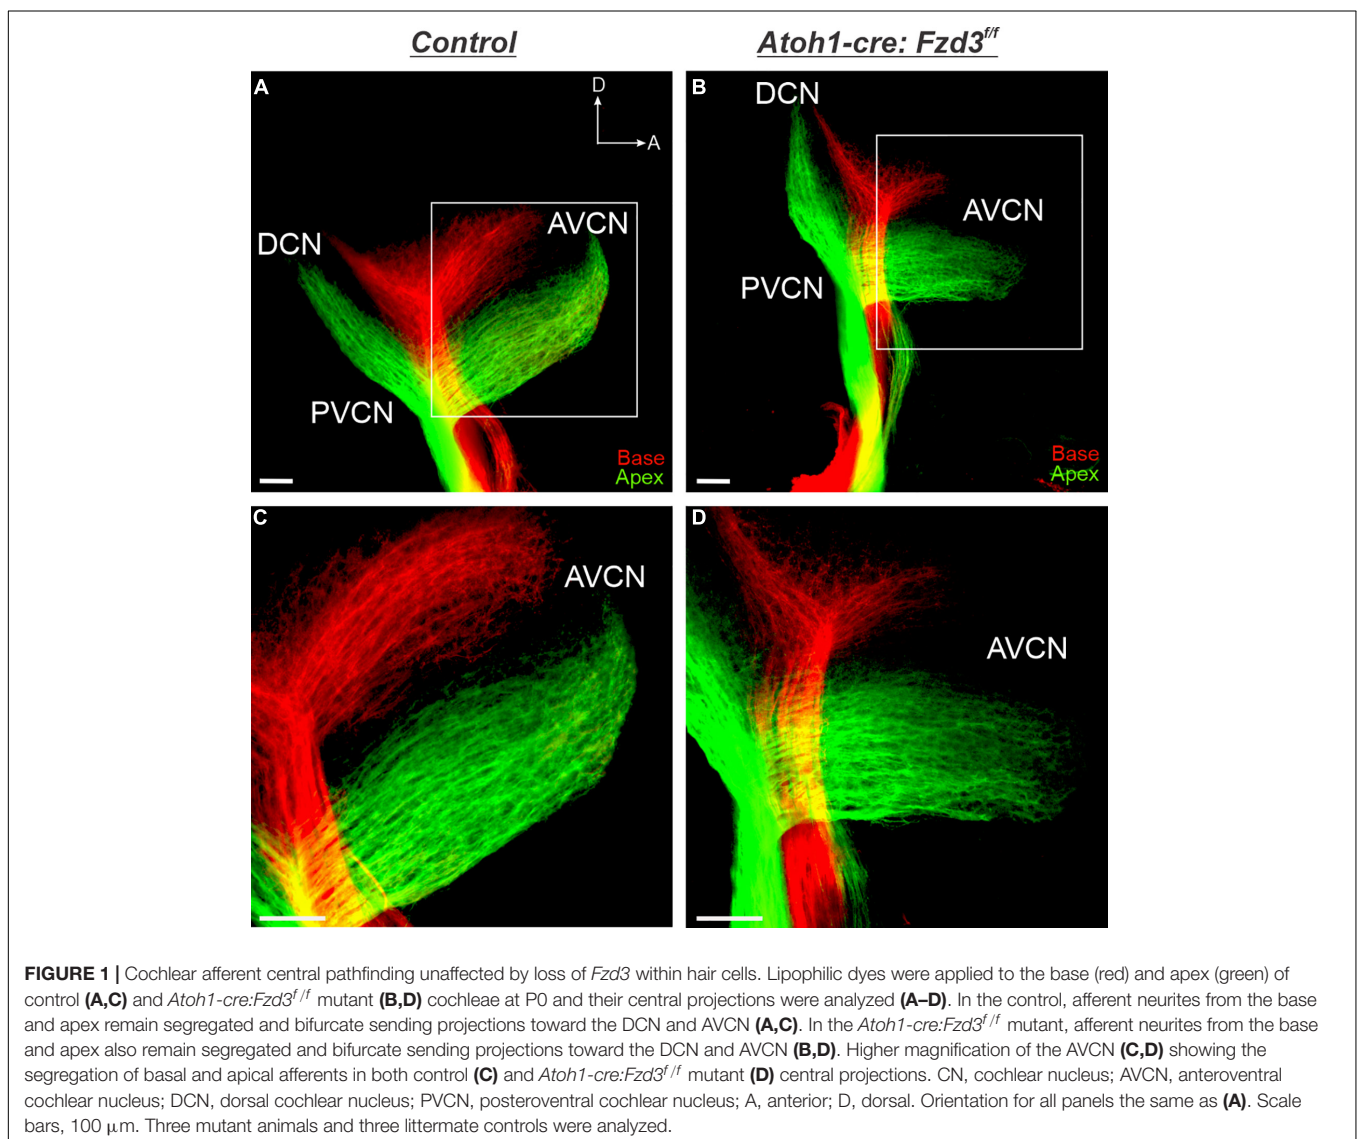 Control
Atoh1-cre: Fzd3f/f
A
D
A
DCN
AVCN
PVCN
Base
Apex
B
DCN
AVCN
PVCN
Base
Apex
C
AVCN
D
AVCN
FIGURE 1 | Cochlear afferent central pathfinding unaffected by loss of Fzd3 within hair cells. Lipophilic dyes were applied to the base (red) and apex (green) of
control (A,C) and Atoh1-cre:Fzd3f/f mutant (B,D) cochleae at P0 and their central projections were analyzed (A–D). In the control, afferent neurites from the base
and apex remain segregated and bifurcate sending projections toward the DCN and AVCN (A,C). In the Atoh1-cre:Fzd3f/f mutant, afferent neurites from the base
and apex also remain segregated and bifurcate sending projections toward the DCN and AVCN (B,D). Higher magnification of the AVCN (C,D) showing the
segregation of basal and apical afferents in both control (C) and Atoh1-cre:Fzd3f/f mutant (D) central projections. CN, cochlear nucleus; AVCN, anteroventral
cochlear nucleus; DCN, dorsal cochlear nucleus; PVCN, posteroventral cochlear nucleus; A, anterior; D, dorsal. Orientation for all panels the same as (A). Scale
bars, 100 μm. Three mutant animals and three littermate controls were analyzed.